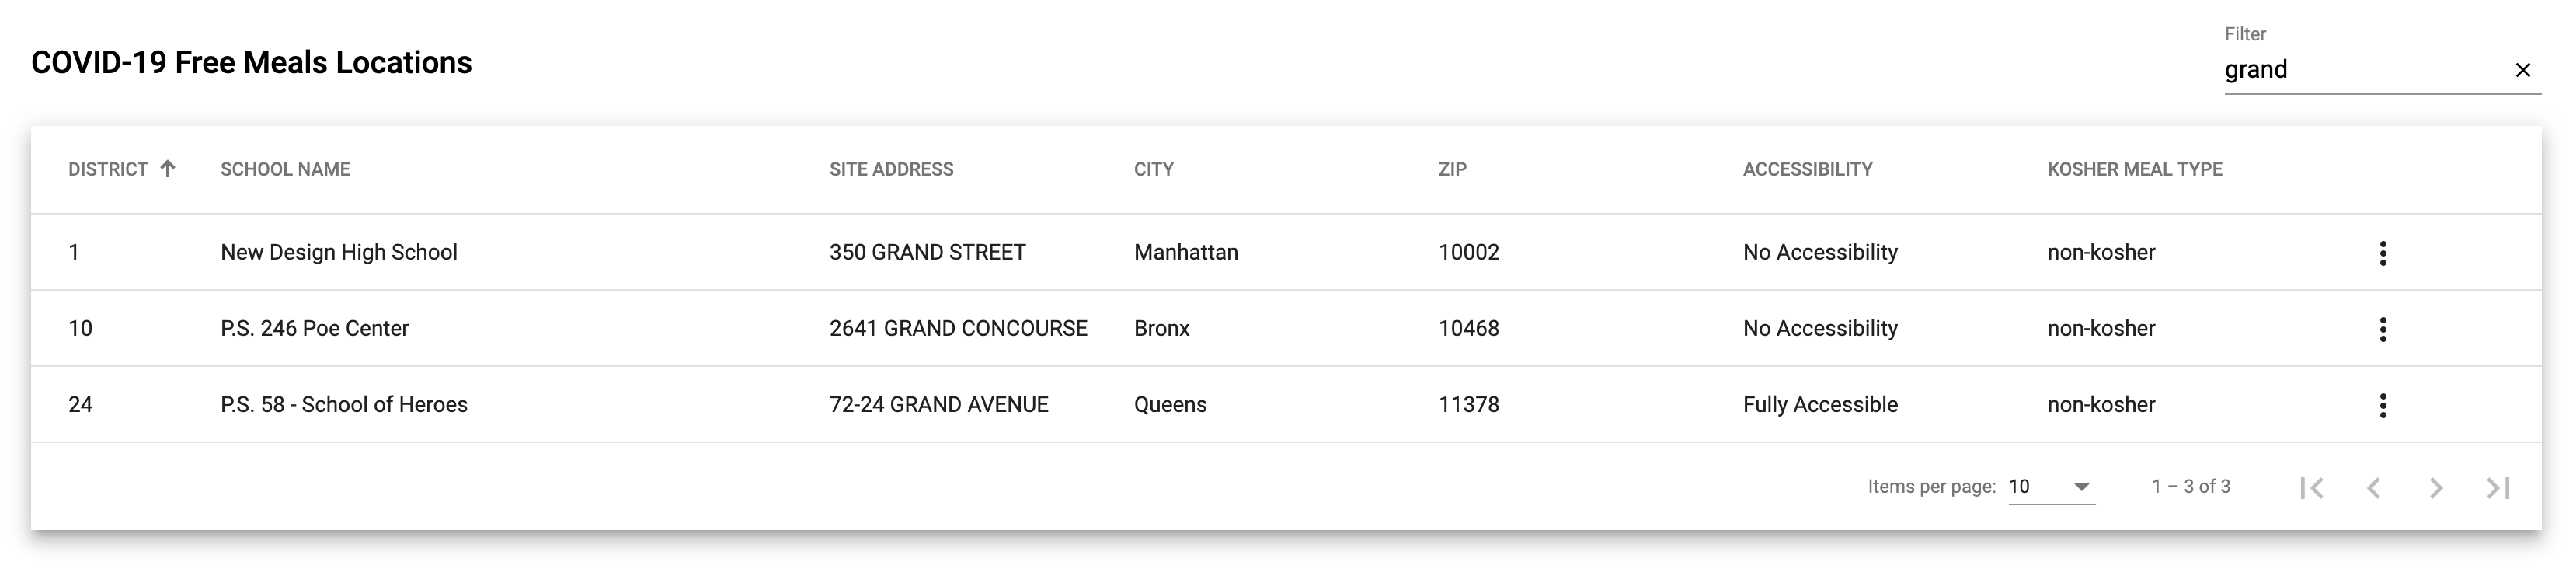 Filter
COVID-19 Free Meals Locations
grand
DISTRICT SCHOOL NAME SITE ADDRESS CITY ZIP ACCESSIBILITY KOSHER MEAL TYPE
1 New Design High School 350 GRAND STREET Manhattan 10002 No Accessibility non-kosher
10 P.S. 246 Poe Center 2641 GRAND CONCOURSE Bronx 10468 No Accessibility non-kosher
24 P.S. 58 - School of Heroes 72-24 GRAND AVENUE Queens 11378 Fully Accessible non-kosher
Items per page: 10 1 – 3 of 3